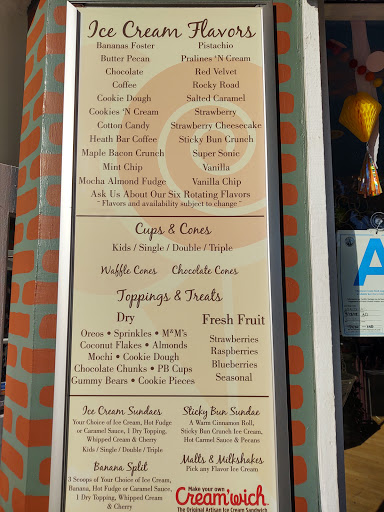 Ice Cream Flavors
Bananas Foster
Butter Pecan
Chocolate
Coffee
Cookie Dough
Cookies 'N Cream
Cotton Candy
Heath Bar Coffee
Maple Bacon Crunch
Mint Chip
Mocha Almond Fudge
Pistachio
Pralines 'N Cream
Red Velvet
Rocky Road
Salted Caramel
Strawberry
Strawberry Cheesecake
Sticky Bun Crunch
Super Sonic
Vanilla
Vanilla Chip
Ask Us About Our Six Rotating Flavors
" Flavors and availability subject to change "
Cups & Cones
Kids / Single / Double / Triple
Waffle Cones Chocolate Cones
Toppings & Treats
Dry
Oreos • Sprinkles • M*M's
Coconut Flakes • Almonds
Mochi • Cookie Dough
Chocolate Chunks • PB Cups
Gummy Bears • Cookie Pieces
Fresh Fruit
Strawberries
Raspberries
Blueberries
Seasonal
Ice Cream Sundaes
Your Choice of Ice Cream, Hot Fudge
or Caramel Sauce, 1 Dry Topping,
Whipped Cream & Cherry
Kids / Single / Double / Triple
Banana Split
3 Scoops of Your Choice of Ice Cream,
Banana, Hot Fudge or Caramel Sauce,
1 Dry Topping, Whipped Cream
& Cherry
Sticky Bun Sundae
A Warm Cinnamon Roll,
Sticky Bun Crunch Ice Cream,
Hot Carmel Sauce & Pecans
Malts & Milkshakes
Pick any Flavor Ice Cream
Make your own
Cream'wich
The Original Artisan Ice Cream Sandwich
A